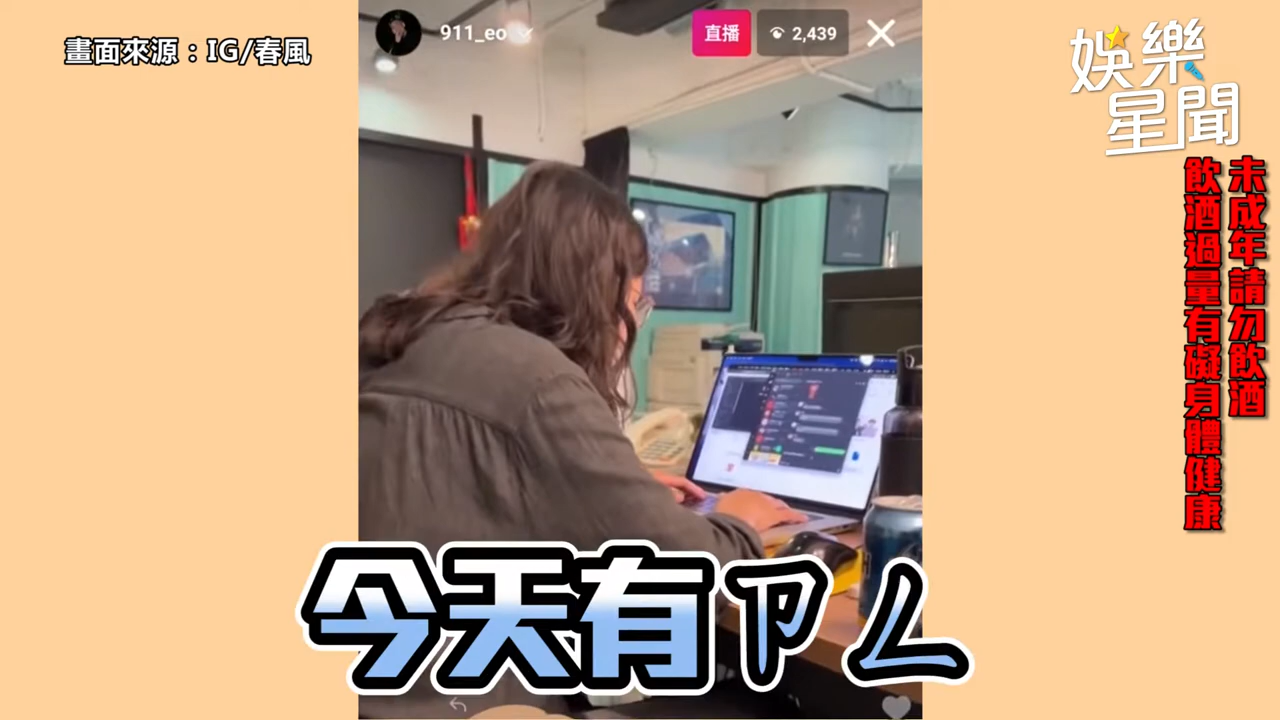 畫面來源：IG/春風
911_eo
直播
2,439
娛樂
星聞
未成年請勿飲酒
飲酒過量有礙身體健康
今天有ㄗㄥ